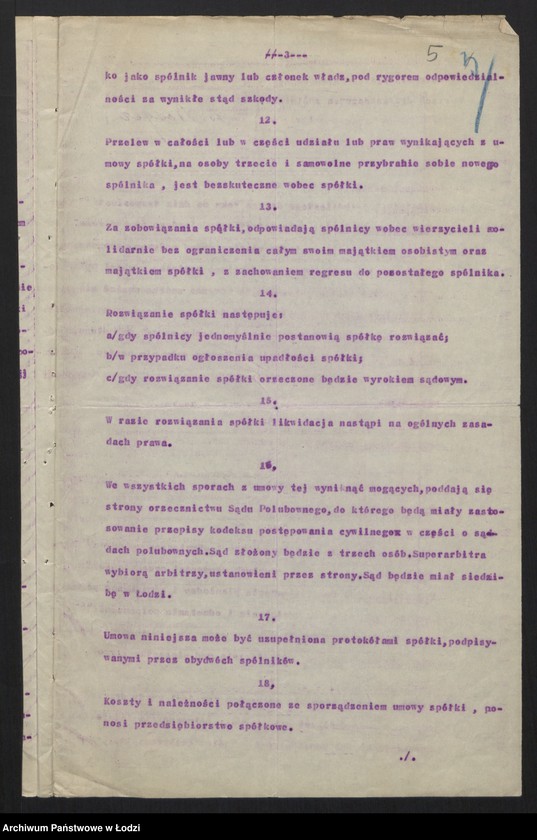 //-3---
5
ko jako spólnik jawny lub członek władz,pod rygorem odpowiedzial-
ności za wynikłe stąd szkody.
12.
Przelew w całości lub w części udziału lub praw wynikających z u-
mowy spółki,na osoby trzecie i samowolne przybranie sobie nowego
spólnika , jest bezskuteczne wobec spółki.
13.
Za zobowiązania spółki,odpowiadają spólnicy wobec wierzycieli so-
lidarnie bez ograniczenia całym swoim majątkiem osobistym oraz
majątkiem spółki , z zachowaniem regresu do pozostałego spólnika.
14.
Rozwiązanie spółki następuje:
a/gdy spólnicy jednomyślnie postanowią spółkę rozwiązać;
b/w przypadku ogłoszenia upadłości spółki;
c/gdy rozwiązanie spółki orzeczone będzie wyrokiem sądowym.
15.
W razie rozwiązania spółki likwidacja nastąpi na ogólnych zasa-
dach prawa.
16,
We wszystkich sporach z umowy tej wyniknąć mogących,poddają się
strony orzecznictwu Sądu Polubownego,do którego będą miały zasto-
sowanie przepisy kodeksu postępowania cywilnego w części o są-
dach polubownych.Sąd złożony będzie z trzech osób.Superarbitra
wybiorą arbitrzy,ustanowieni przez strony.Sąd będzie miał siedzi-
bę w Łodzi.
17.
Umowa niniejsza może być uzupełniona protokółami spółki,podpisy-
wanymi przez obydwóch spólników.
18,
Koszty i należności połączone ze sporządzeniem umowy spółki , po-
nosi przedsiębiorstwo spółkowe.
./.
Archiwum Państwowe w Łodzi